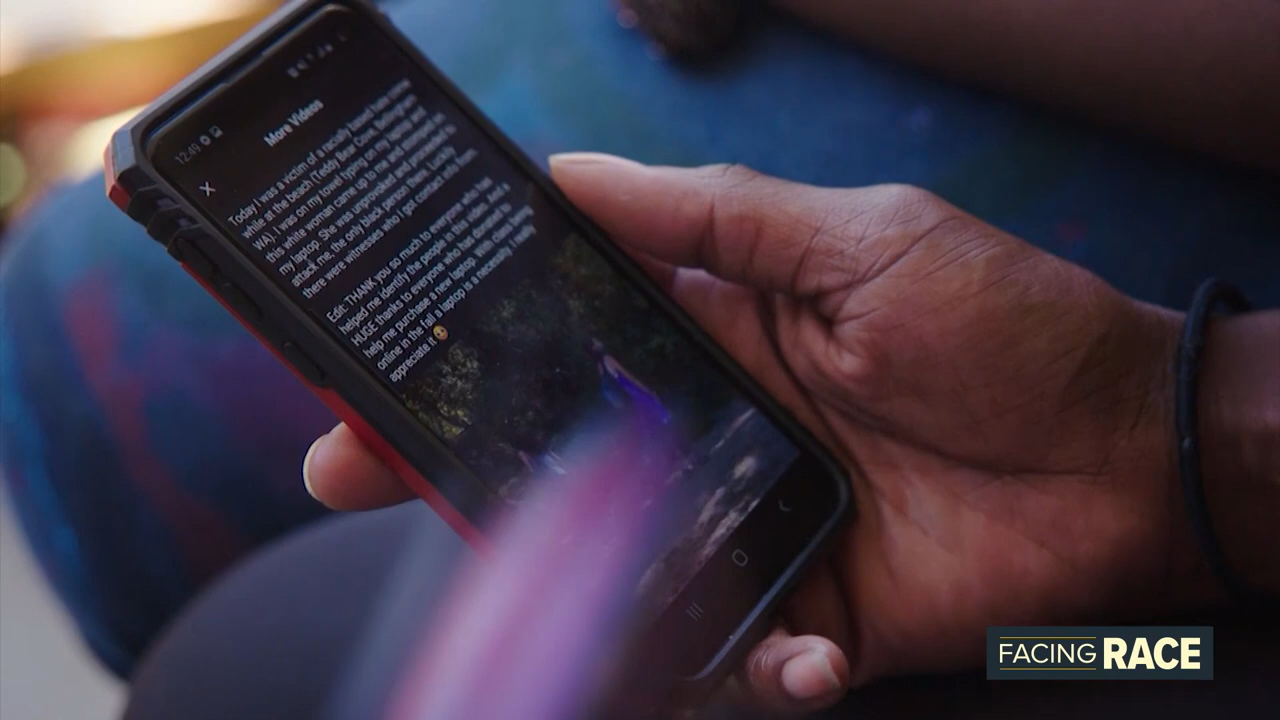 12:49
More Videos
Today I was a victim of a racially based hate crime
while at the beach (Teddy Bear Cove, Bellingham
WA). I was on my towel typing on my laptop and
this white woman came up to me and stomped on
my laptop. She was unprovoked and proceeded to
attack me, the only black person there. Luckily
there were witnesses who I got contact info from.
Edit: THANK you so much to everyone who has
helped me identify the people in this video. And a
HUGE thanks to everyone who has donated to
help me purchase a new laptop. With class being
online in the fall a laptop is a necessity. I really
appreciate it
FACING RACE